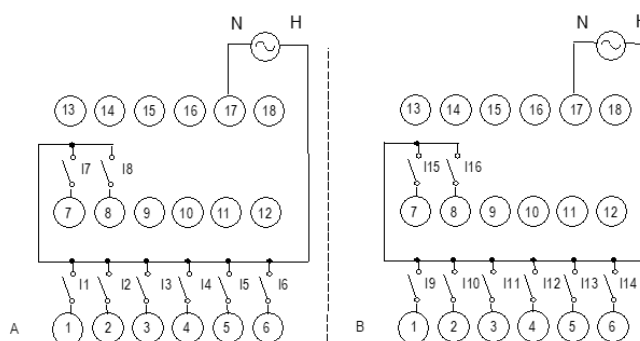 N H N H
13 14 15 16 17 18 13 14 15 16 17 18
I7 I8 I15 I16
7 8 9 10 11 12 7 8 9 10 11 12
I1 I2 I3 I4 I5 I6 I9 I10 I11 I12 I13 I14
A 1 2 3 4 5 6 B 1 2 3 4 5 6